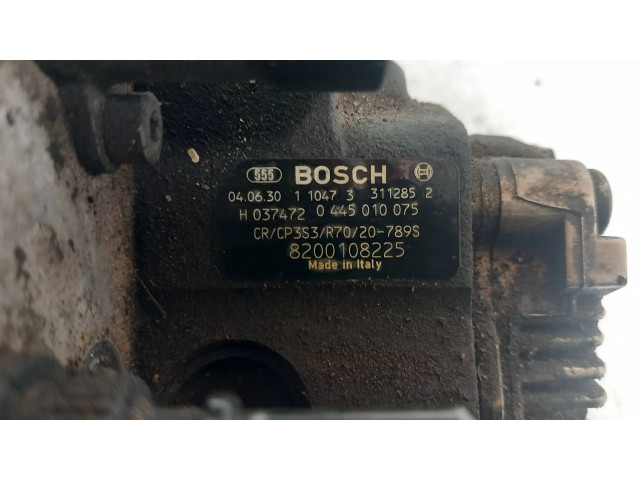 555 BOSCH
04.06.30 1 1047 3 311285 2
H 037472 0 445 010 075
CR/CP3S3/R70/20-789S
8200108225
Made in Italy